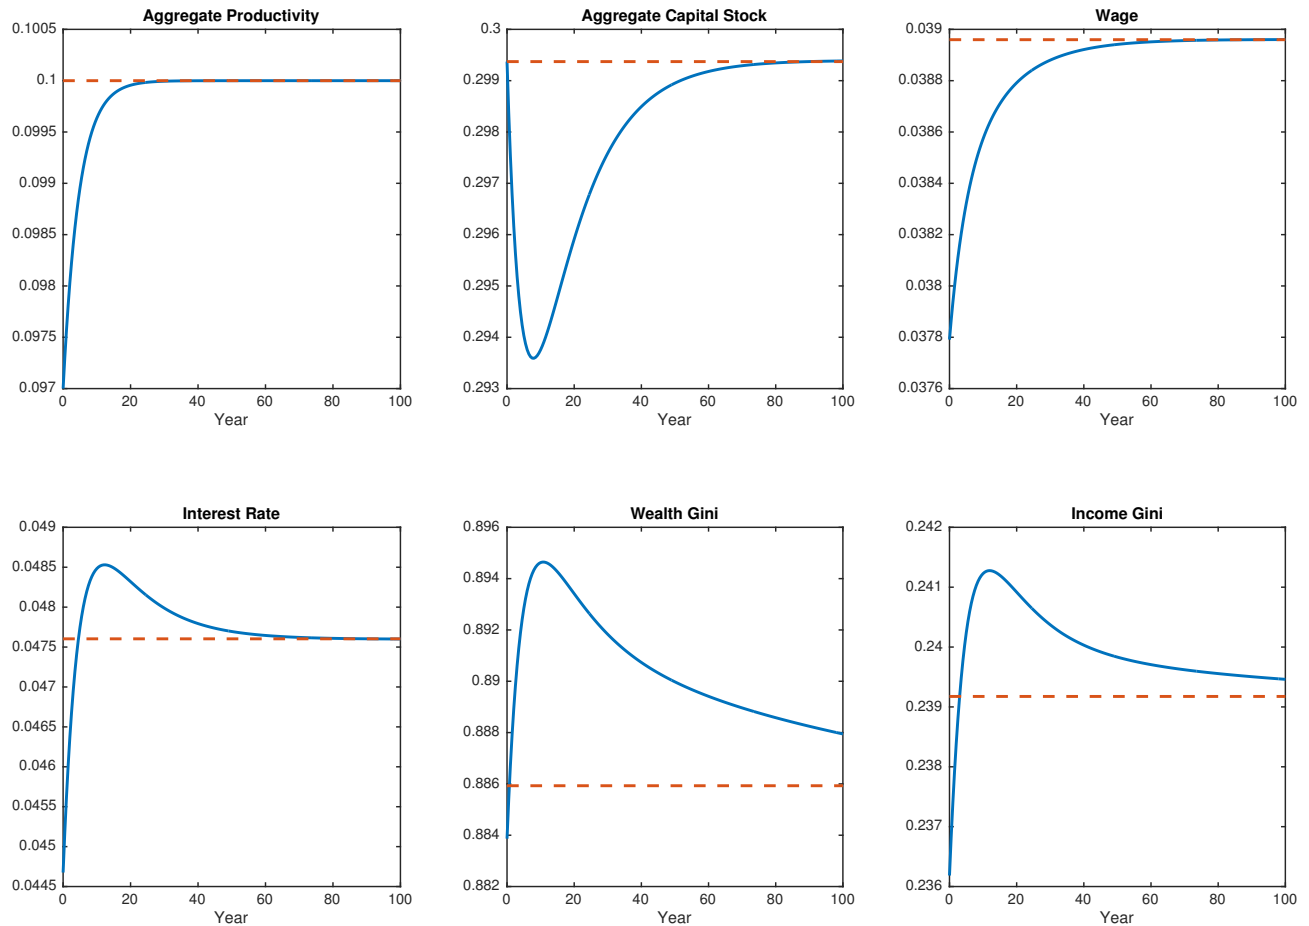 Aggregate Productivity
0.1005
0.1
0.0995
0.099
0.0985
0.098
0.0975
0.097
0 20 40 60 80 100
Year
Aggregate Capital Stock
0.3
0.299
0.298
0.297
0.296
0.295
0.294
0.293
0 20 40 60 80 100
Year
Wage
0.039
0.0388
0.0386
0.0384
0.0382
0.038
0.0378
0.0376
0 20 40 60 80 100
Year
Interest Rate
0.049
0.0485
0.048
0.0475
0.047
0.0465
0.046
0.0455
0.045
0.0445
0 20 40 60 80 100
Year
Wealth Gini
0.896
0.894
0.892
0.89
0.888
0.886
0.884
0.882
0 20 40 60 80 100
Year
Income Gini
0.242
0.241
0.24
0.239
0.238
0.237
0.236
0 20 40 60 80 100
Year